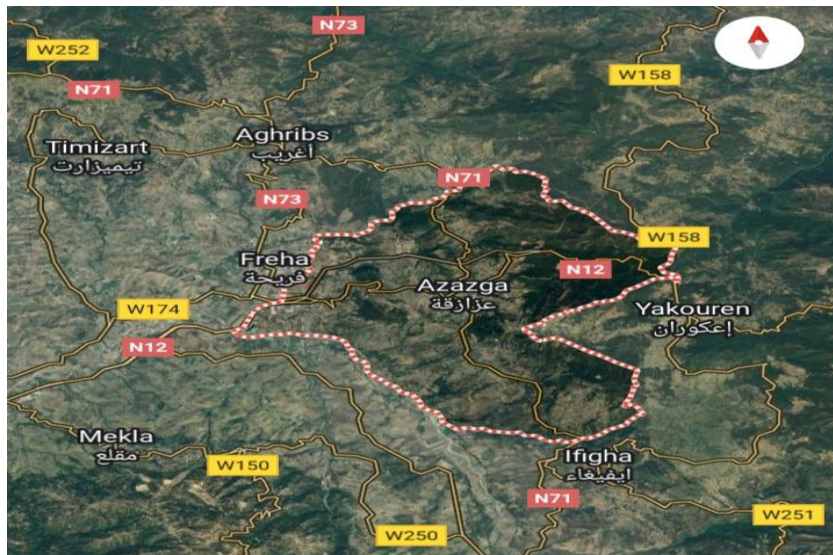 N73
W252
W158
N71
Aghribs
أغريب
Timizart
تيميزارت
N71
N73
W158
Freha
فريحة
N12
Azazga
عزازقة
W174
Yakouren
إعكوران
N12
Mekla
مقلع
W150
Ifigha
ايفيغاء
N71
W251
W250